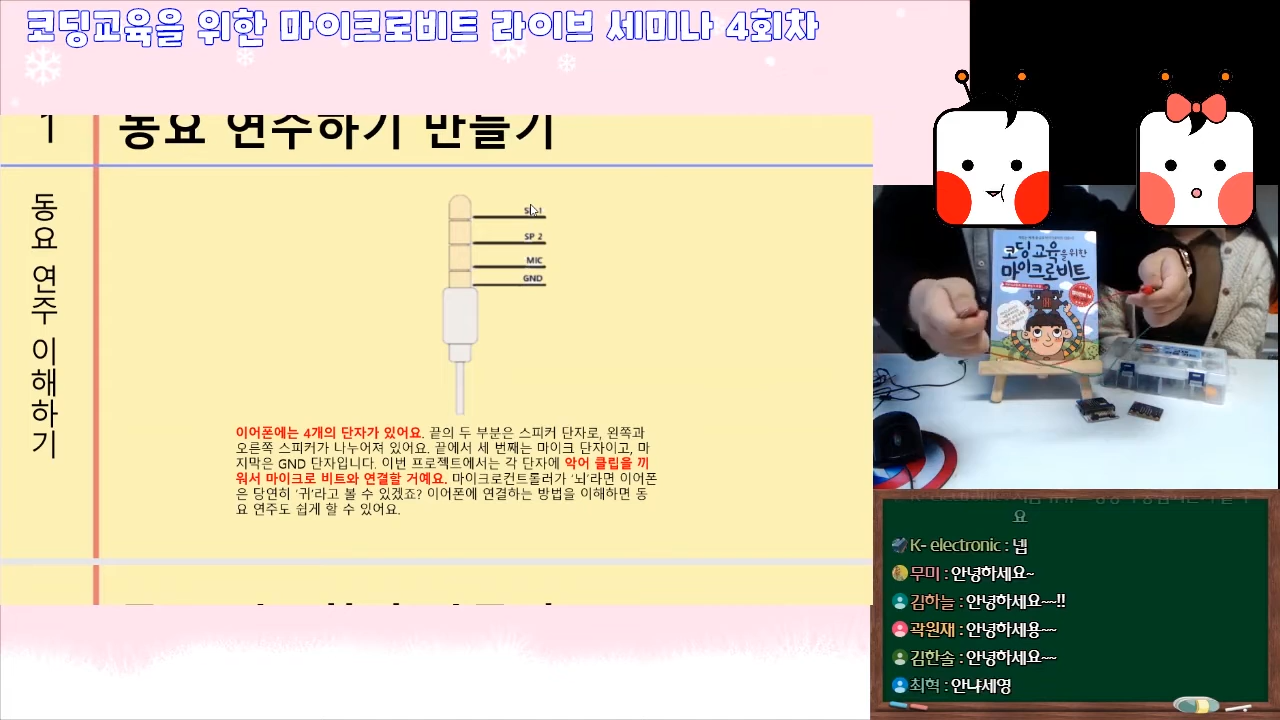 코딩교육을 위한 마이크로비트 라이브 세미나 4회차
1
동요 연주하기 만들기
동요 연주 이해하기
SP 2
MIC
GND
이어폰에는 4개의 단자가 있어요. 끝의 두 부분은 스피커 단자로, 왼쪽과
오른쪽 스피커가 나누어져 있어요. 끝에서 세 번째는 마이크 단자이고, 마
지막은 GND 단자입니다. 이번 프로젝트에서는 각 단자에 악어 클립을 끼
워서 마이크로 비트와 연결할 거예요. 마이크로컨트롤러가 '뇌'라면 이어폰
은 당연히 '귀'라고 볼 수 있겠죠? 이어폰에 연결하는 방법을 이해하면 동
요 연주도 쉽게 할 수 있어요.
코딩교육을 위한
마이크로비트
요
K- electronic : 넵
무미 : 안녕하세요~
김하늘 : 안녕하세요~~!!
곽원재 : 안녕하세용~~
김한솔 : 안녕하세요~~
최혁 : 안냐세영